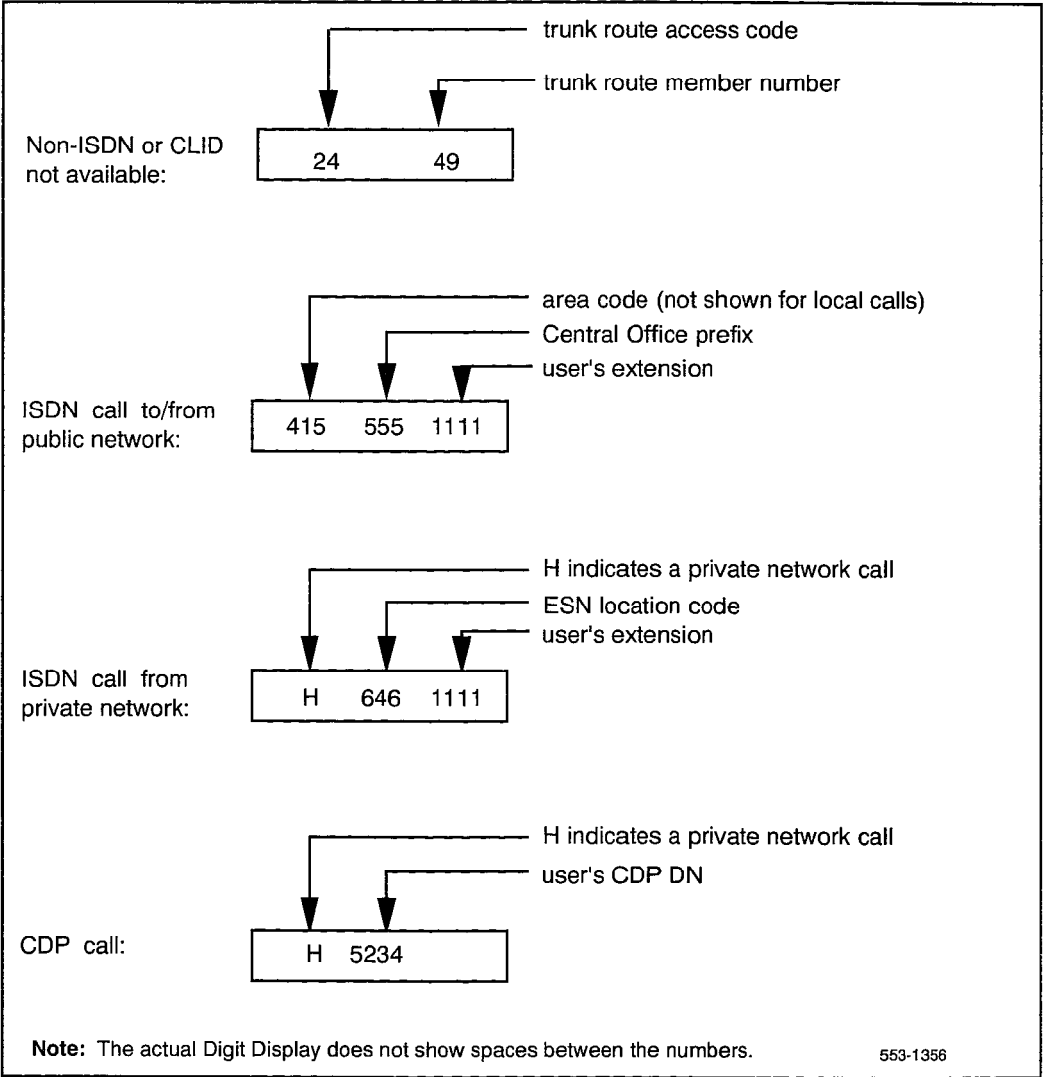 trunk route access code
trunk route member number
Non-ISDN or CLID
not available:
24 49
area code (not shown for local calls)
Central Office prefix
user's extension
ISDN call to/from
public network:
415 555 1111
H indicates a private network call
ESN location code
user's extension
ISDN call from
private network:
H 646 1111
H indicates a private network call
user's CDP DN
CDP call:
H 5234
Note: The actual Digit Display does not show spaces between the numbers.
553-1356